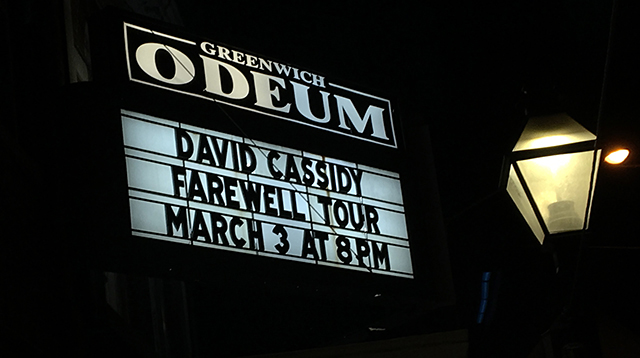 GREENWICH
ODEUM
DAVID CASSIDY
FAREWELL TOUR
MARCH 3 AT 8PM